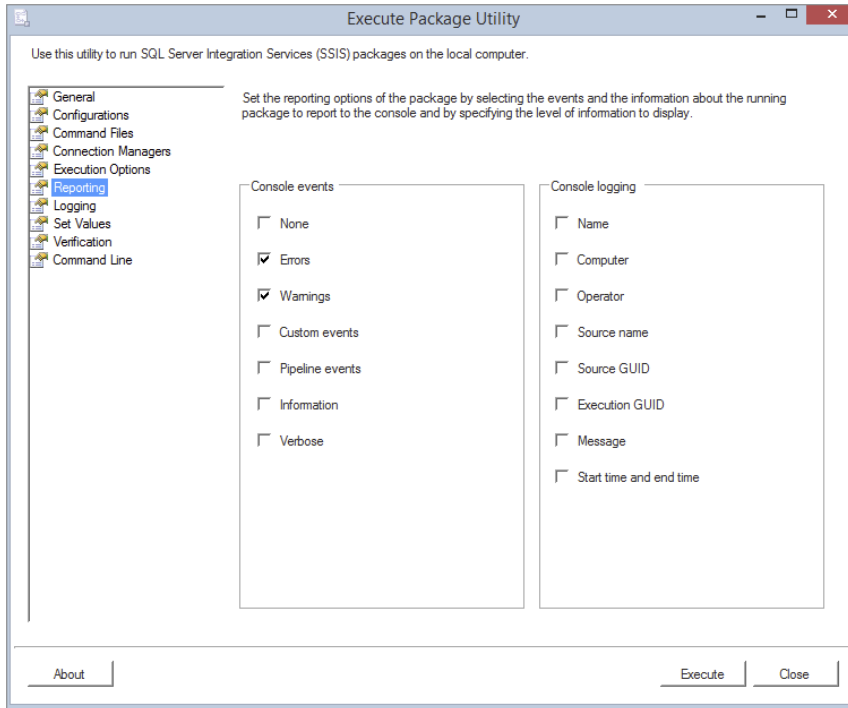 Execute Package Utility
Use this utility to run SQL Server Integration Services (SSIS) packages on the local computer.
General
Configurations
Command Files
Connection Managers
Execution Options
Reporting
Logging
Set Values
Verification
Command Line
Set the reporting options of the package by selecting the events and the information about the running
package to report to the console and by specifying the level of information to display.
Console events
None
Errors
Warnings
Custom events
Pipeline events
Information
Verbose
Console logging
Name
Computer
Operator
Source name
Source GUID
Execution GUID
Message
Start time and end time
About
Execute
Close